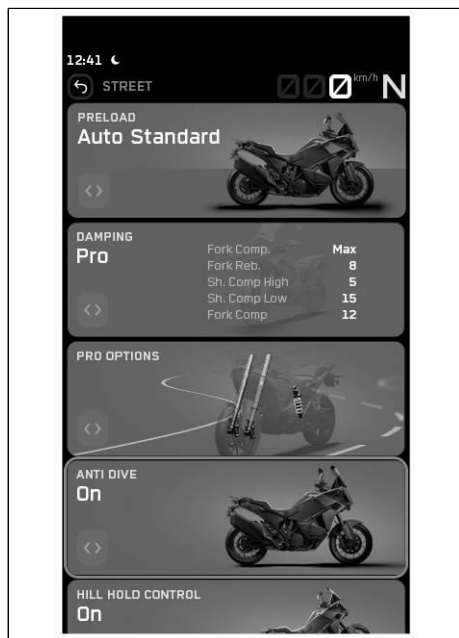 12:41
STREET
000 km/h N
PRELOAD
Auto Standard
DAMPING
Pro
Fork Comp. Max
Fork Reb. 8
Sh. Comp High 5
Sh. Comp Low 15
Fork Comp 12
PRO OPTIONS
ANTI DIVE
On
HILL HOLD CONTROL
On